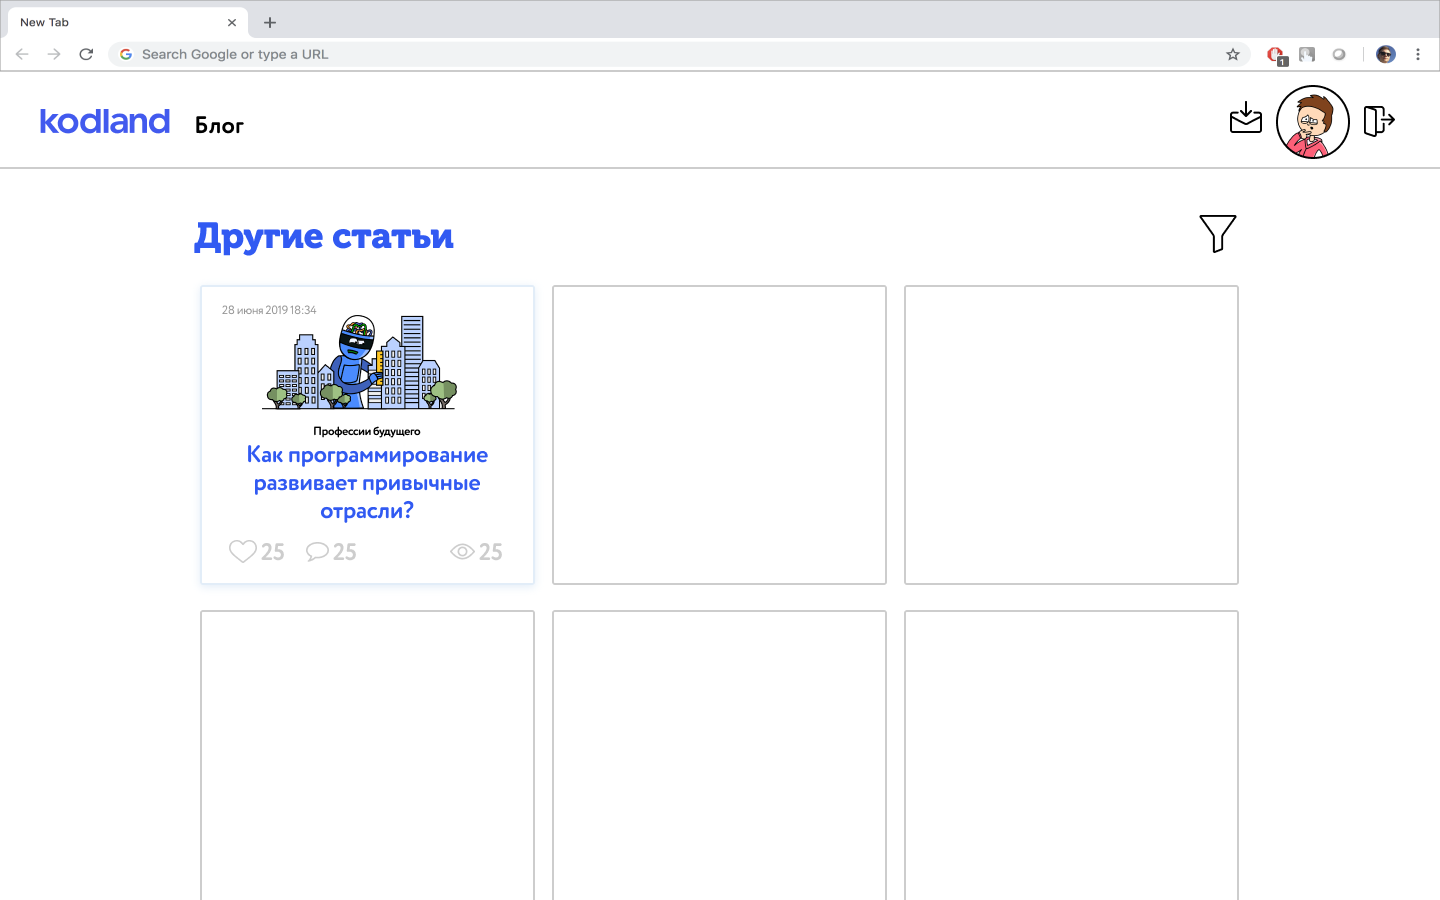 New Tab
Search Google or type a URL
1
kodland
Блог
Другие статьи
28 июня 2019 18:34
Профессии будущего
Как программирование
развивает привычные
отрасли?
25 25 25